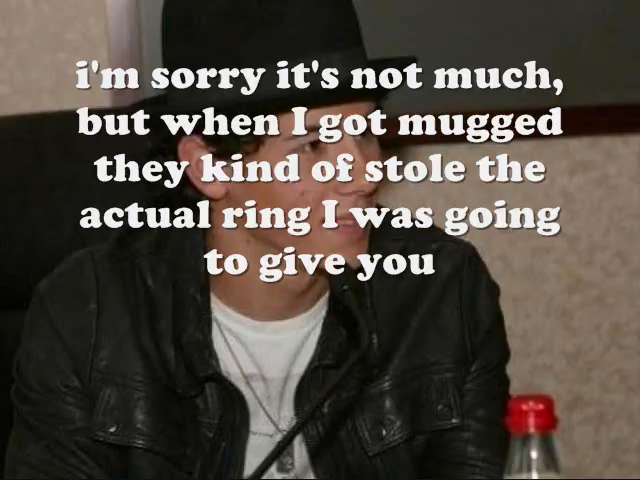 i'm sorry it's not much,
but when I got mugged
they kind of stole the
actual ring I was going
to give you